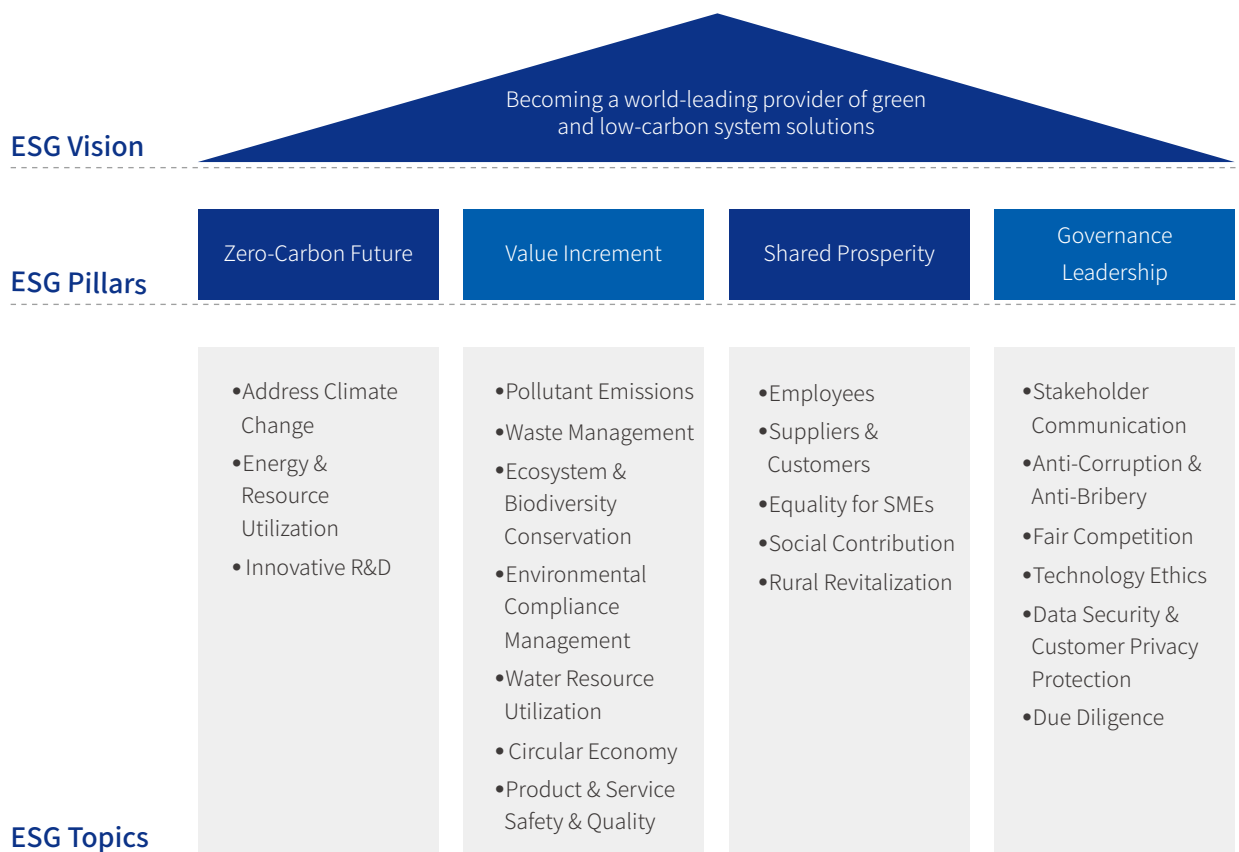 Becoming a world-leading provider of green
and low-carbon system solutions
ESG Vision
Zero-Carbon Future
Value Increment
Shared Prosperity
Governance
Leadership
ESG Pillars
•Address Climate
Change
•Energy &
Resource
Utilization
• Innovative R&D
•Pollutant Emissions
•Waste Management
•Ecosystem &
Biodiversity
Conservation
•Environmental
Compliance
Management
•Water Resource
Utilization
• Circular Economy
•Product & Service
Safety & Quality
•Employees
•Suppliers &
Customers
•Equality for SMEs
•Social Contribution
•Rural Revitalization
•Stakeholder
Communication
•Anti-Corruption &
Anti-Bribery
•Fair Competition
•Technology Ethics
•Data Security &
Customer Privacy
Protection
•Due Diligence
ESG Topics